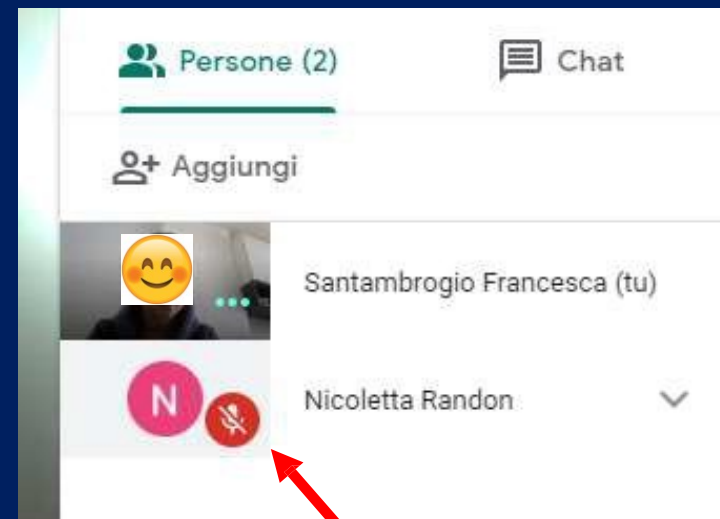 Persone (2) Chat
Aggiungi
Santambrogio Francesca (tu)
N Nicoletta Randon